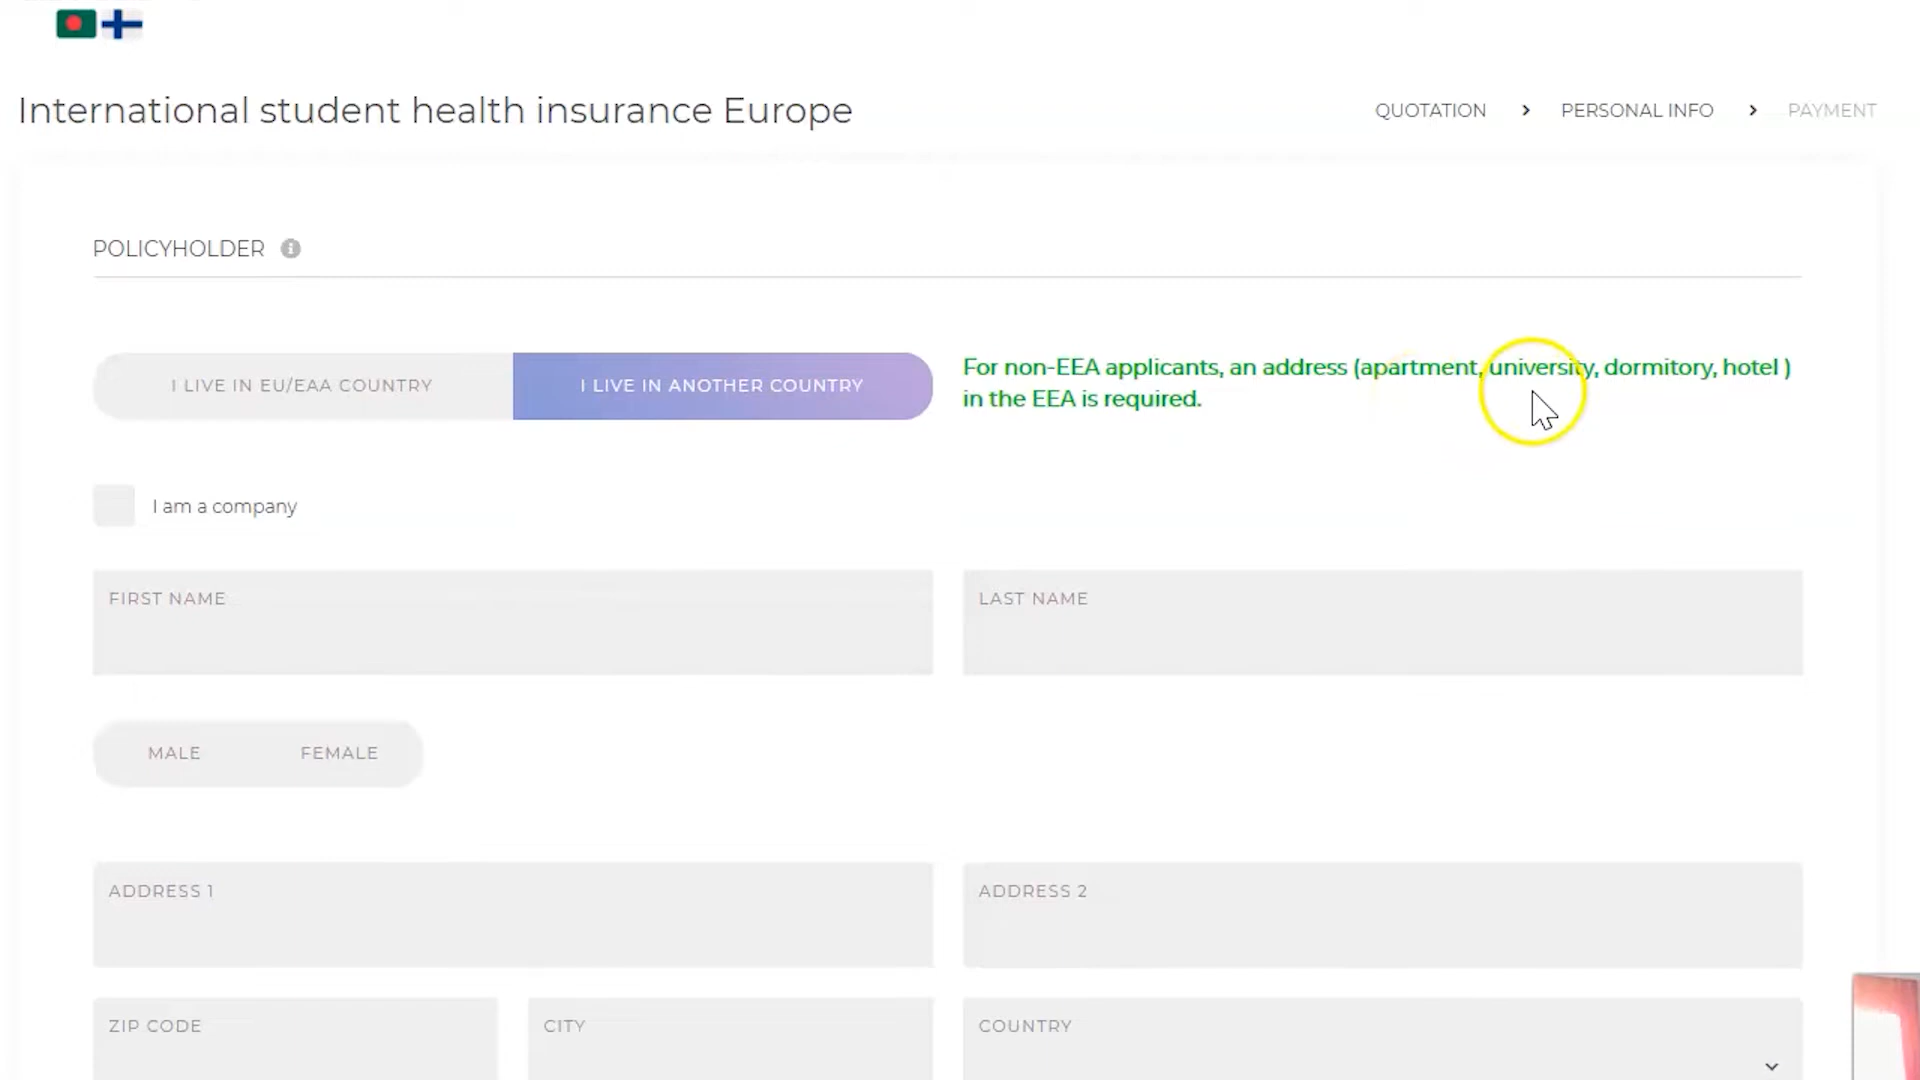 International student health insurance Europe
QUOTATION > PERSONAL INFO > PAYMENT
POLICYHOLDER
I LIVE IN EU/EAA COUNTRY
I LIVE IN ANOTHER COUNTRY
For non-EEA applicants, an address (apartment, university, dormitory, hotel )
in the EEA is required.
I am a company
FIRST NAME
LAST NAME
MALE
FEMALE
ADDRESS 1
ADDRESS 2
ZIP CODE
CITY
COUNTRY